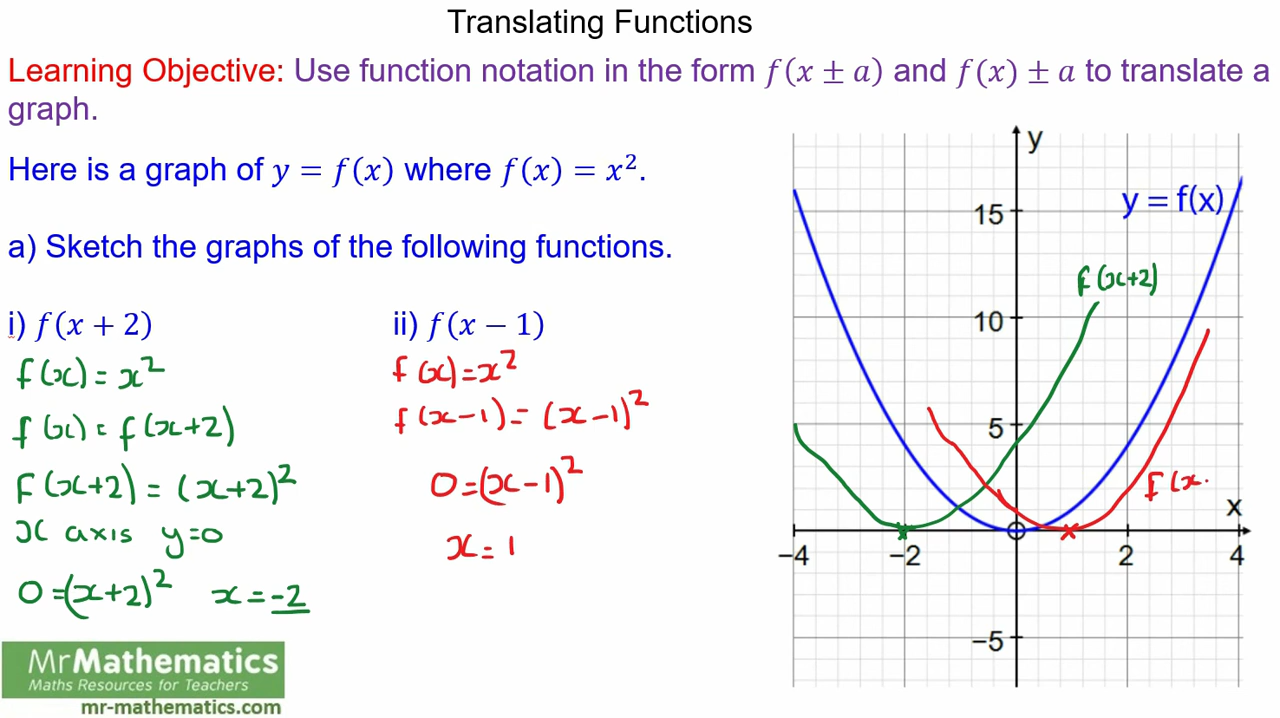 Translating Functions
Learning Objective: Use function notation in the form f(x ± a) and f(x) ± a to translate a
graph.
Here is a graph of y = f(x) where f(x) = x².
a) Sketch the graphs of the following functions.
i) f(x + 2)
f(x) = x²
f(x) = f(x+2)
f(x+2) = (x+2)²
x axis y=0
0 =(x+2)² x = -2
ii) f(x − 1)
f(x) = x²
f(x−1) = (x−1)²
0 = (x−1)²
x = 1
y
y = f(x)
15
f(x+2)
10
5
f(x-
x
−4 −2 2 4
−5
MrMathematics
Maths Resources for Teachers
mr-mathematics.com